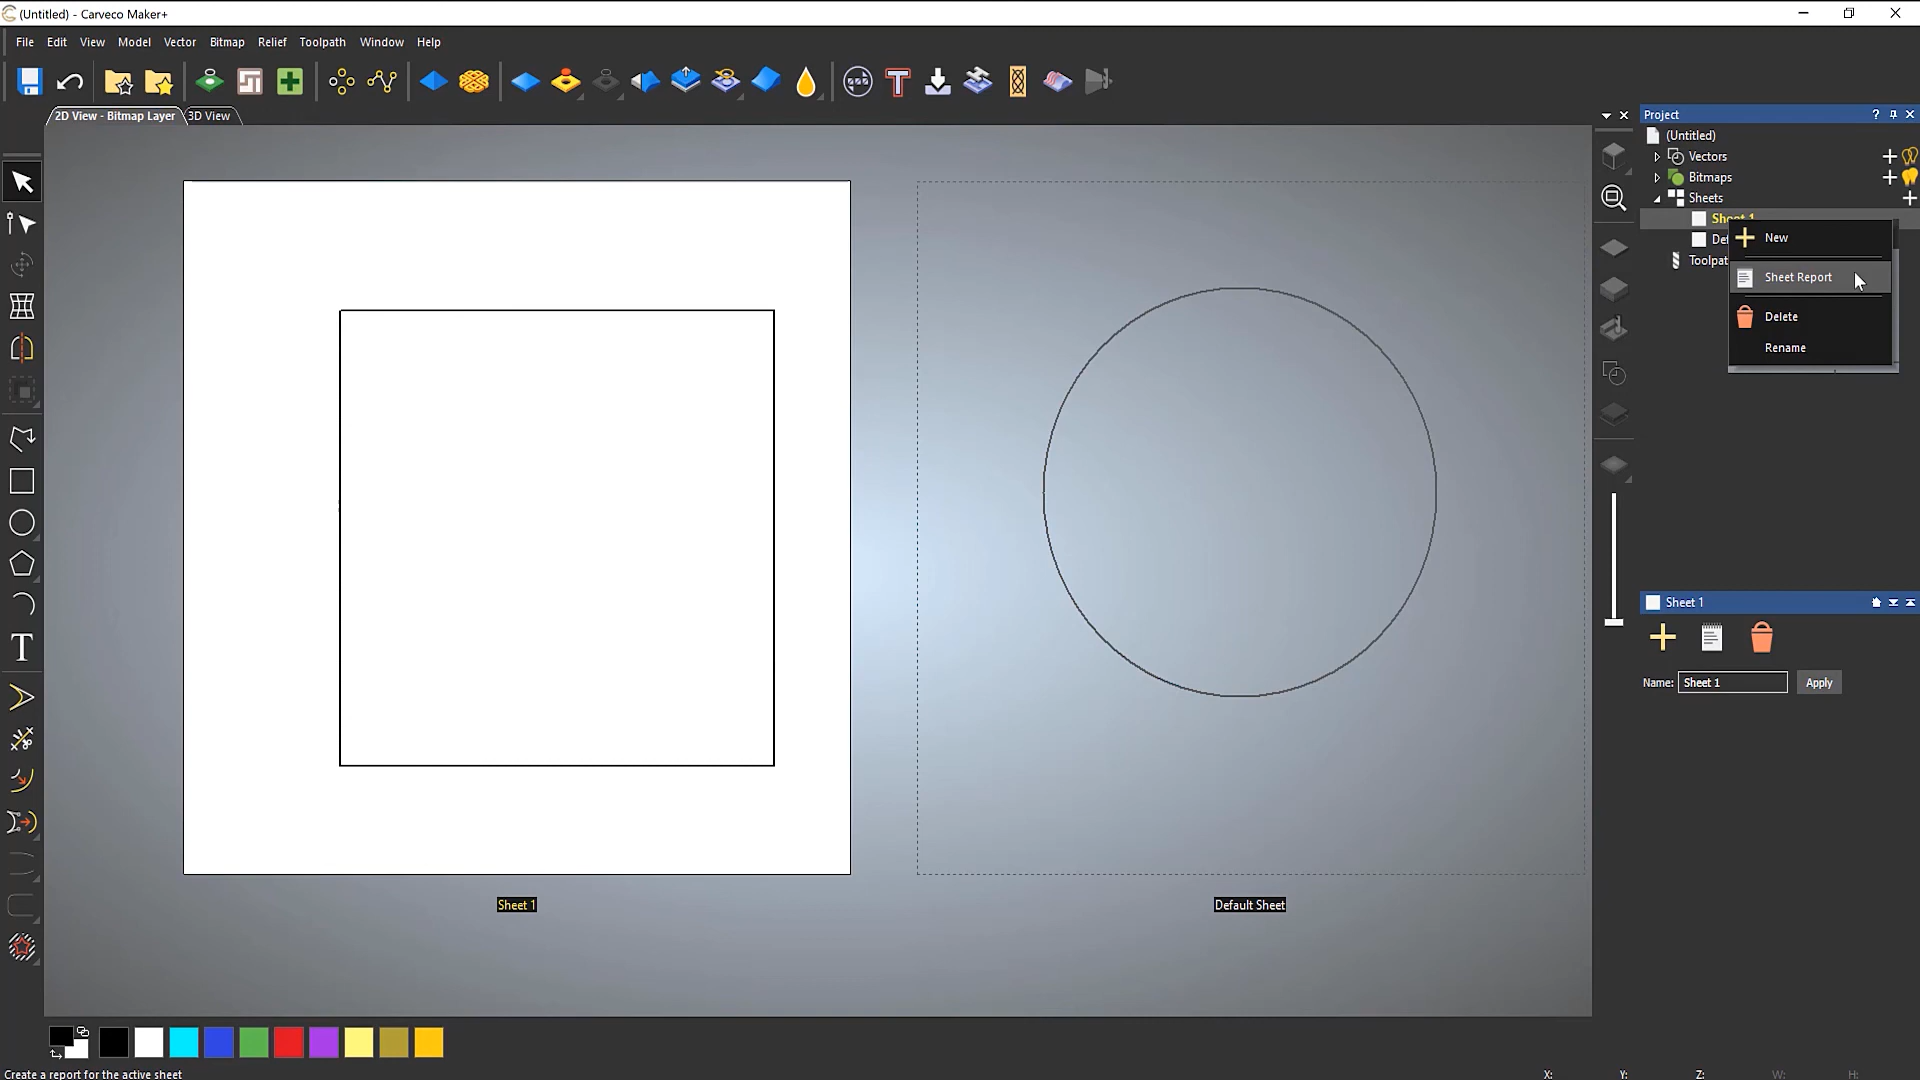 (Untitled) - Carveco Maker+
File Edit View Model Vector Bitmap Relief Toolpath Window Help
2D View - Bitmap Layer
3D View
Project
(Untitled)
Vectors
Bitmaps
Sheets
Sheet 1
New
Sheet Report
Delete
Rename
Sheet 1
Name: Sheet 1 Apply
Sheet 1
Default Sheet
Create a report for the active sheet
X: Y: Z: W: H: